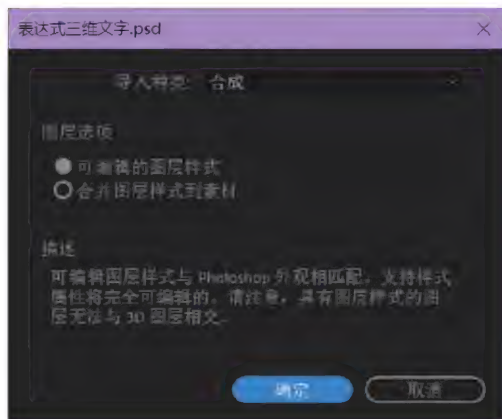 表达式三维文字.psd
导入种类: 合成
图层选项
可编辑的图层样式
合并图层样式到素材
描述
可编辑图层样式与 Photoshop 外观相匹配。支持样式
属性将完全可编辑的。请注意，具有图层样式的图
层无法与 3D 图层相交。
确定
取消